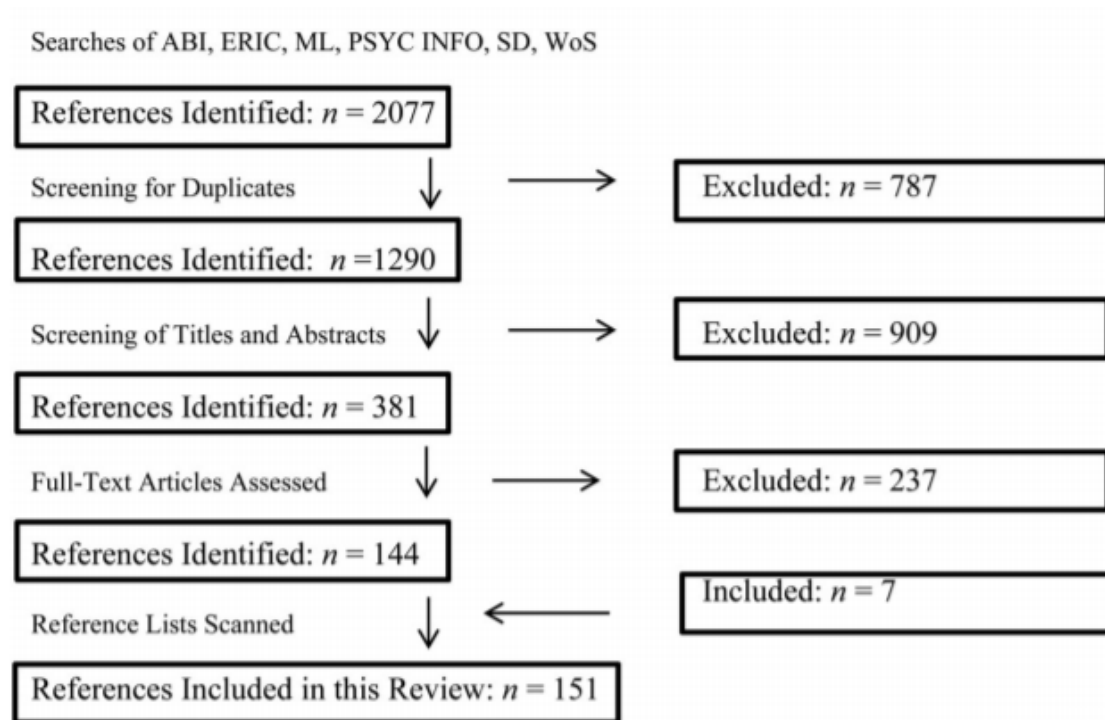 Searches of ABI, ERIC, ML, PSYC INFO, SD, WoS
References Identified: n = 2077
Screening for Duplicates
Excluded: n = 787
References Identified: n =1290
Screening of Titles and Abstracts
Excluded: n = 909
References Identified: n = 381
Full-Text Articles Assessed
Excluded: n = 237
References Identified: n = 144
Included: n = 7
Reference Lists Scanned
References Included in this Review: n = 151